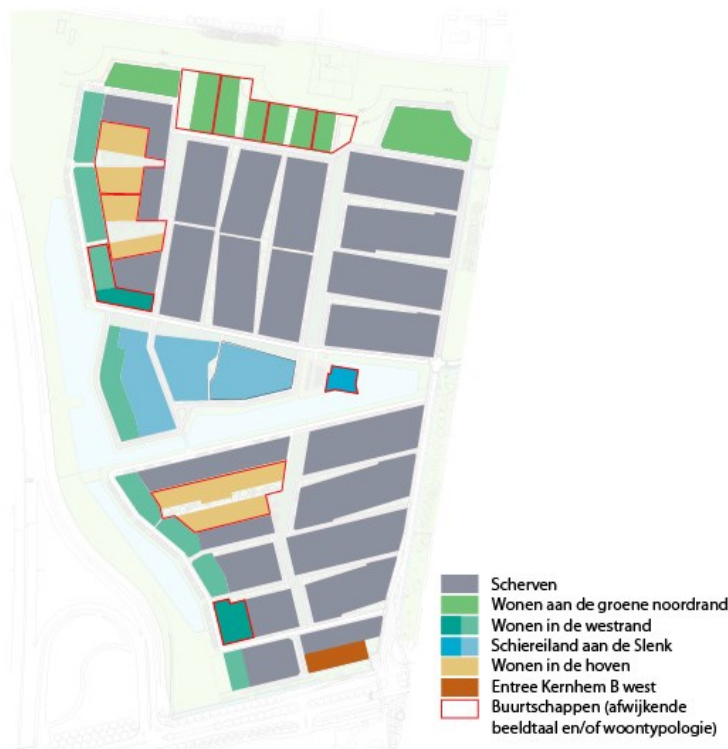 Scherven
Wonen aan de groene noordrand
Wonen in de westrand
Schiereiland aan de Slenk
Wonen in de hoven
Entree Kernhem B west
Buurtschappen (afwijkende
beeldtaal en/of woontypologie)